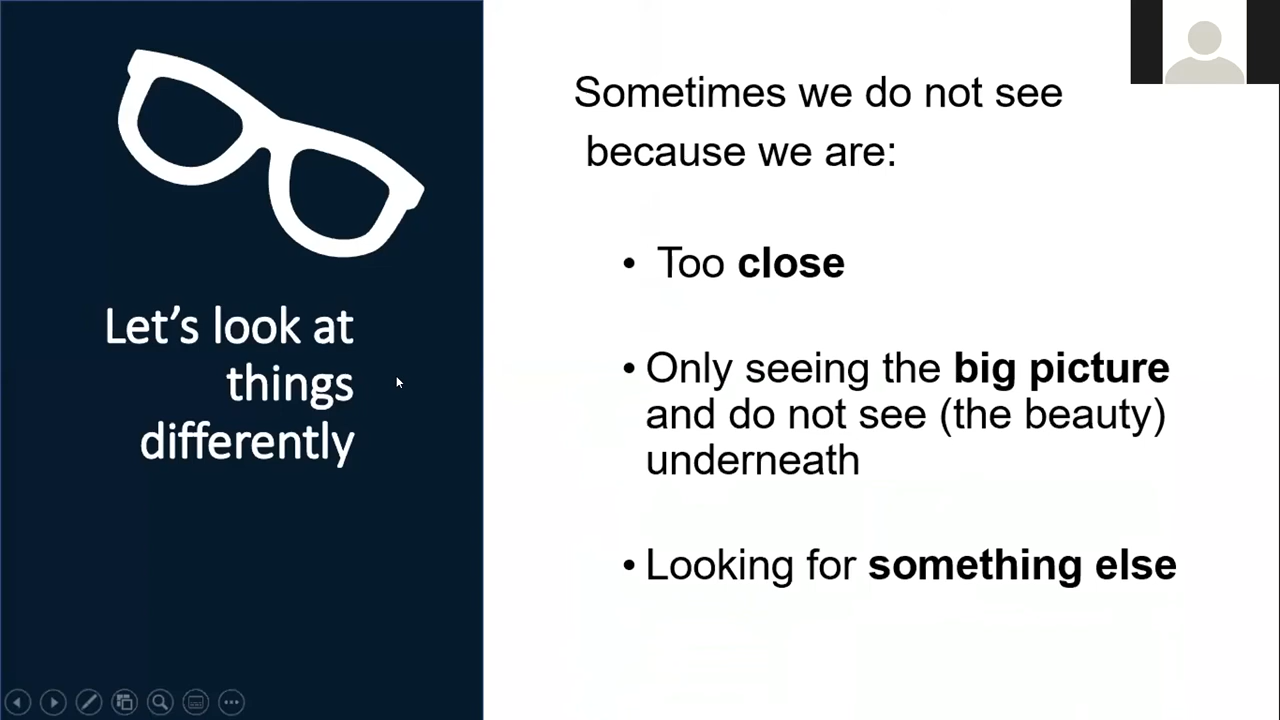 Let's look at
things
differently
Sometimes we do not see
because we are:
• Too close
• Only seeing the big picture
and do not see (the beauty)
underneath
• Looking for something else